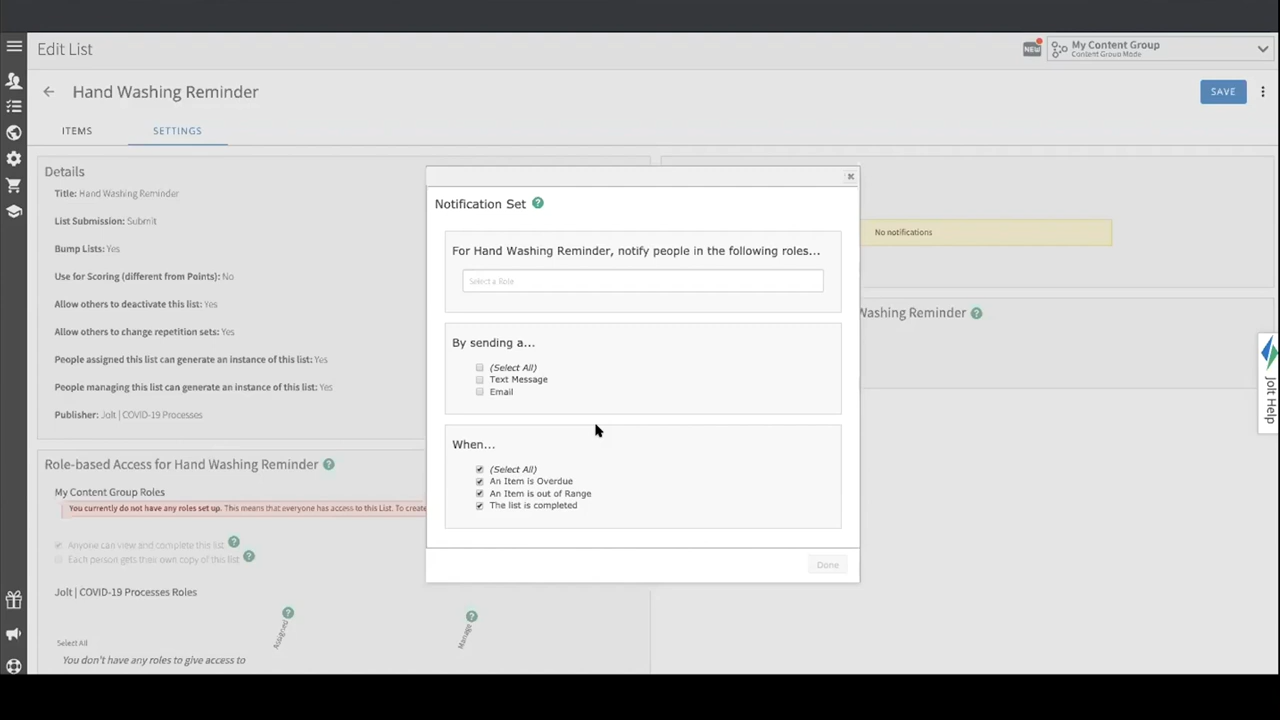 Edit List
NEW
My Content Group
Content Group Mode
Hand Washing Reminder
SAVE
ITEMS
SETTINGS
Details
Title: Hand Washing Reminder
List Submission: Submit
Bump Lists: Yes
Use for Scoring (different from Points): No
Allow others to deactivate this list: Yes
Allow others to change repetition sets: Yes
People assigned this list can generate an instance of this list: Yes
People managing this list can generate an instance of this list: Yes
Publisher: Jolt | COVID-19 Processes
Role-based Access for Hand Washing Reminder ?
My Content Group Roles
You currently do not have any roles set up. This means that everyone has access to this List. To create
Anyone can view and complete this list ?
Each person gets their own copy of this list ?
Jolt | COVID-19 Processes Roles
Assigned ?
Manage ?
Select All
You don't have any roles to give access to
Notification Set ?
For Hand Washing Reminder, notify people in the following roles...
Select a Role
By sending a...
(Select All)
Text Message
Email
When...
(Select All)
An Item is Overdue
An Item is out of Range
The list is completed
Done
No notifications
Washing Reminder ?
Jolt Help